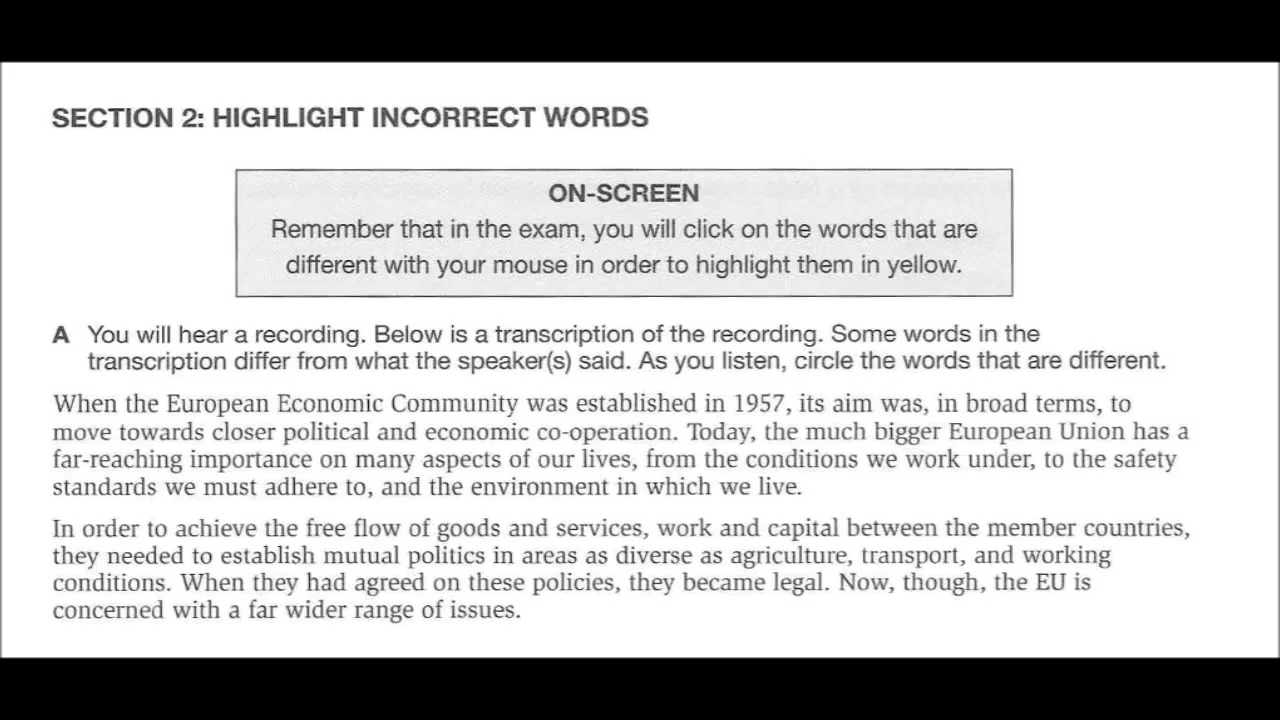 SECTION 2: HIGHLIGHT INCORRECT WORDS
ON-SCREEN
Remember that in the exam, you will click on the words that are
different with your mouse in order to highlight them in yellow.
A You will hear a recording. Below is a transcription of the recording. Some words in the
transcription differ from what the speaker(s) said. As you listen, circle the words that are different.
When the European Economic Community was established in 1957, its aim was, in broad terms, to
move towards closer political and economic co-operation. Today, the much bigger European Union has a
far-reaching importance on many aspects of our lives, from the conditions we work under, to the safety
standards we must adhere to, and the environment in which we live.
In order to achieve the free flow of goods and services, work and capital between the member countries,
they needed to establish mutual politics in areas as diverse as agriculture, transport, and working
conditions. When they had agreed on these policies, they became legal. Now, though, the EU is
concerned with a far wider range of issues.